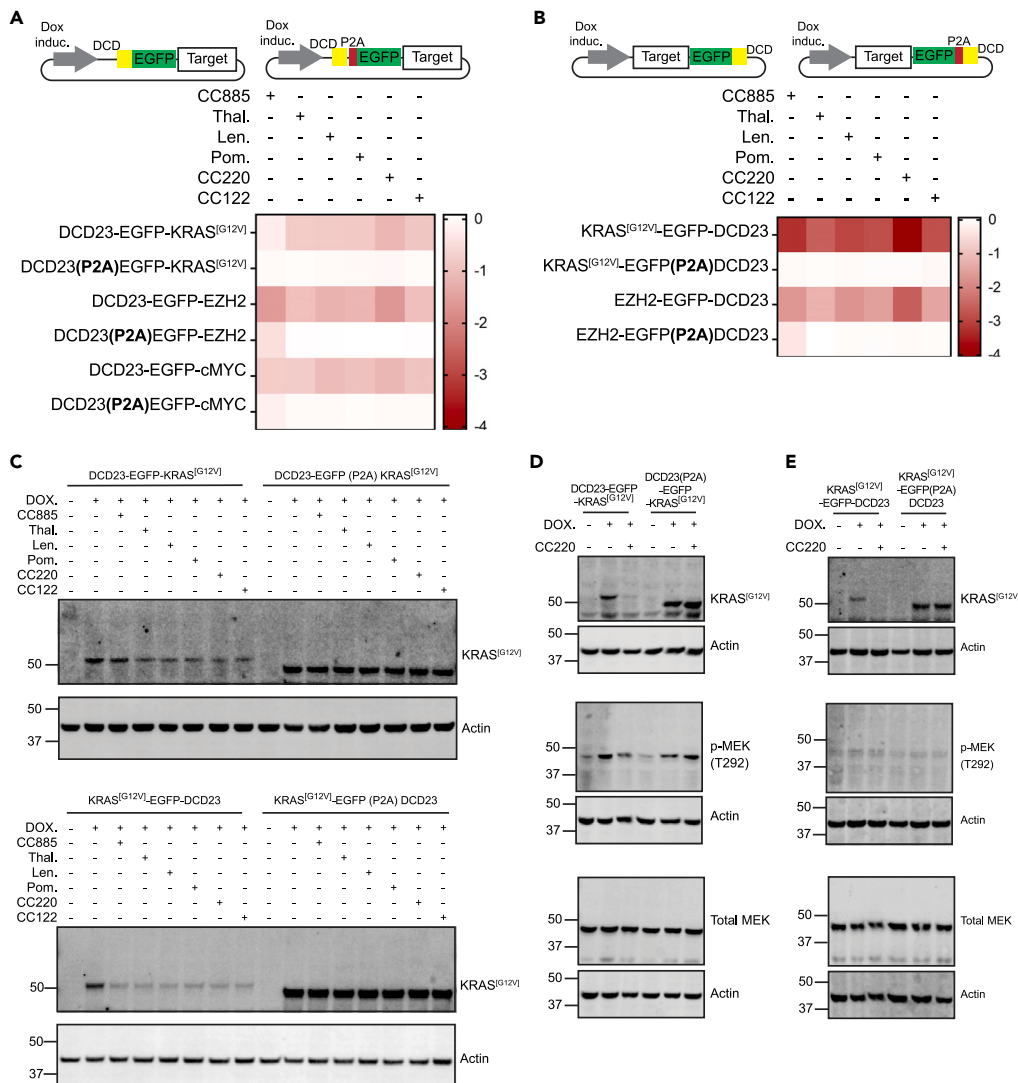 A
Dox
induc.
DCD
EGFP
Target
Dox
induc.
DCD
P2A
EGFP
Target
CC885 + - - - - -
Thal. - + - - - -
Len. - - + - - -
Pom. - - - + - -
CC220 - - - - + -
CC122 - - - - - +
DCD23-EGFP-KRAS[G12V]
DCD23(P2A)EGFP-KRAS[G12V]
DCD23-EGFP-EZH2
DCD23(P2A)EGFP-EZH2
DCD23-EGFP-cMYC
DCD23(P2A)EGFP-cMYC
0
-1
-2
-3
-4
B
Dox
induc.
Target
EGFP
DCD
Dox
induc.
Target
EGFP
P2A
DCD
CC885 + - - - - -
Thal. - + - - - -
Len. - - + - - -
Pom. - - - + - -
CC220 - - - - + -
CC122 - - - - - +
KRAS[G12V]-EGFP-DCD23
KRAS[G12V]-EGFP(P2A)DCD23
EZH2-EGFP-DCD23
EZH2-EGFP(P2A)DCD23
0
-1
-2
-3
-4
C
DCD23-EGFP-KRAS[G12V]
DCD23-EGFP (P2A) KRAS[G12V]
DOX. - + + + + + + + - + + + + + + +
CC885 - - + - - - - - - - + - - - - -
Thal. - - - + - - - - - - - + - - - -
Len. - - - - + - - - - - - - + - - -
Pom. - - - - - + - - - - - - - + - -
CC220 - - - - - - + - - - - - - - + -
CC122 - - - - - - - + - - - - - - - +
50
KRAS[G12V]
50
37
Actin
KRAS[G12V]-EGFP-DCD23
KRAS[G12V]-EGFP (P2A) DCD23
DOX. - + + + + + + + - + + + + + + +
CC885 - - + - - - - - - - + - - - - -
Thal. - - - + - - - - - - - + - - - -
Len. - - - - + - - - - - - - + - - -
Pom. - - - - - + - - - - - - - + - -
CC220 - - - - - - + - - - - - - - + -
CC122 - - - - - - - + - - - - - - - +
50
KRAS[G12V]
50
37
Actin
D
DCD23-EGFP
-KRAS[G12V]
DCD23(P2A)
-EGFP
-KRAS[G12V]
DOX. - + + - + +
CC220 - - + - - +
50
KRAS[G12V]
50
37
Actin
50
37
p-MEK
(T292)
50
37
Actin
50
37
Total MEK
50
37
Actin
E
KRAS[G12V]
-EGFP-DCD23
KRAS[G12V]
-EGFP(P2A)
DCD23
DOX. - + + - + +
CC220 - - + - - +
50
KRAS[G12V
50
37
Actin
50
37
p-MEK
(T292)
50
37
Actin
50
37
Total MEK
50
37
Actin